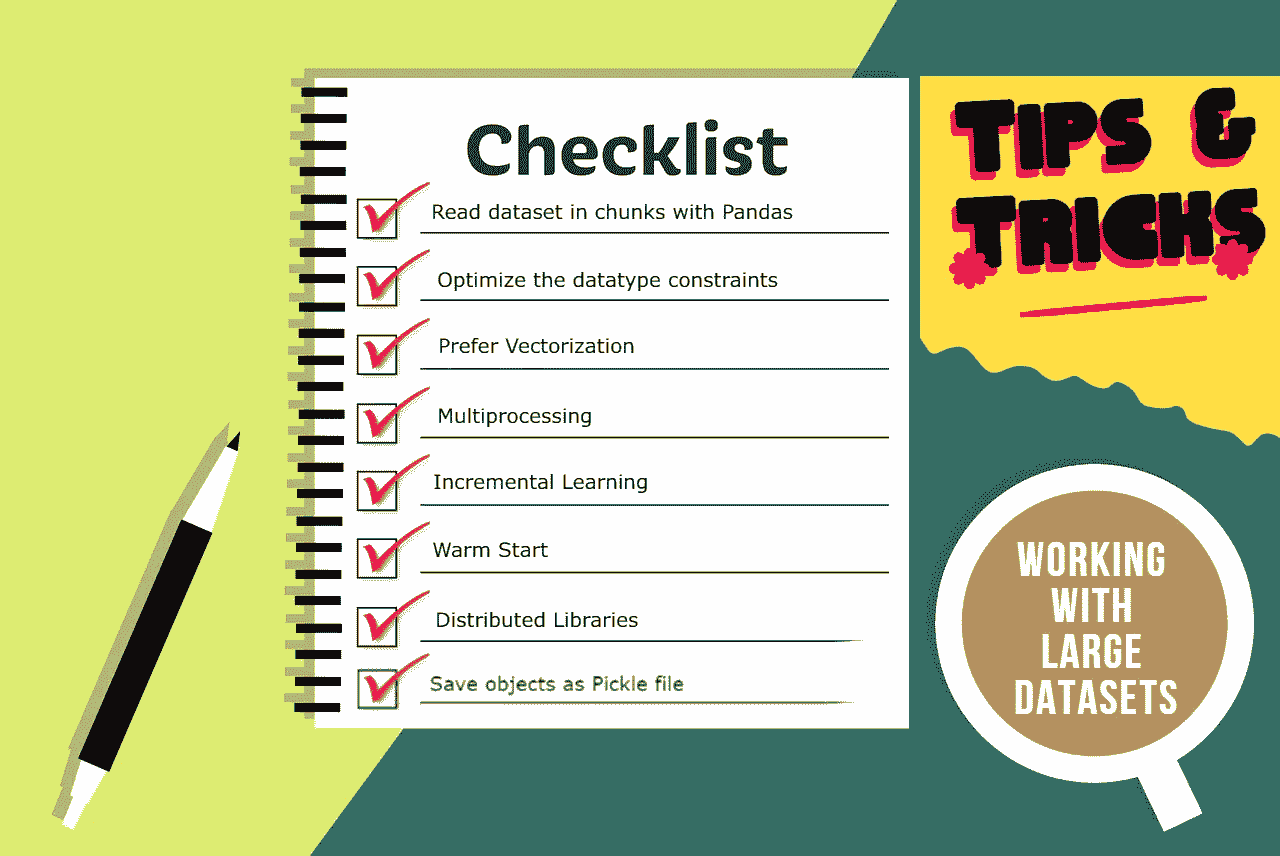 Checklist
Read dataset in chunks with Pandas
Optimize the datatype constraints
Prefer Vectorization
Multiprocessing
Incremental Learning
Warm Start
Distributed Libraries
Save objects as Pickle file
TIPS &
TRICKS
WORKING
WITH
LARGE
DATASETS